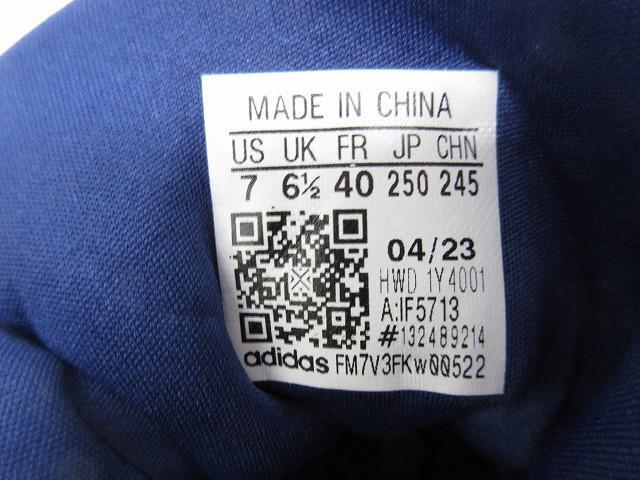 MADE IN CHINA
US UK FR JP CHN
7 6½ 40 250 245
04/23
HWD 1Y4001
A:IF5713
#132489214
adidas FM7V3FKw00522